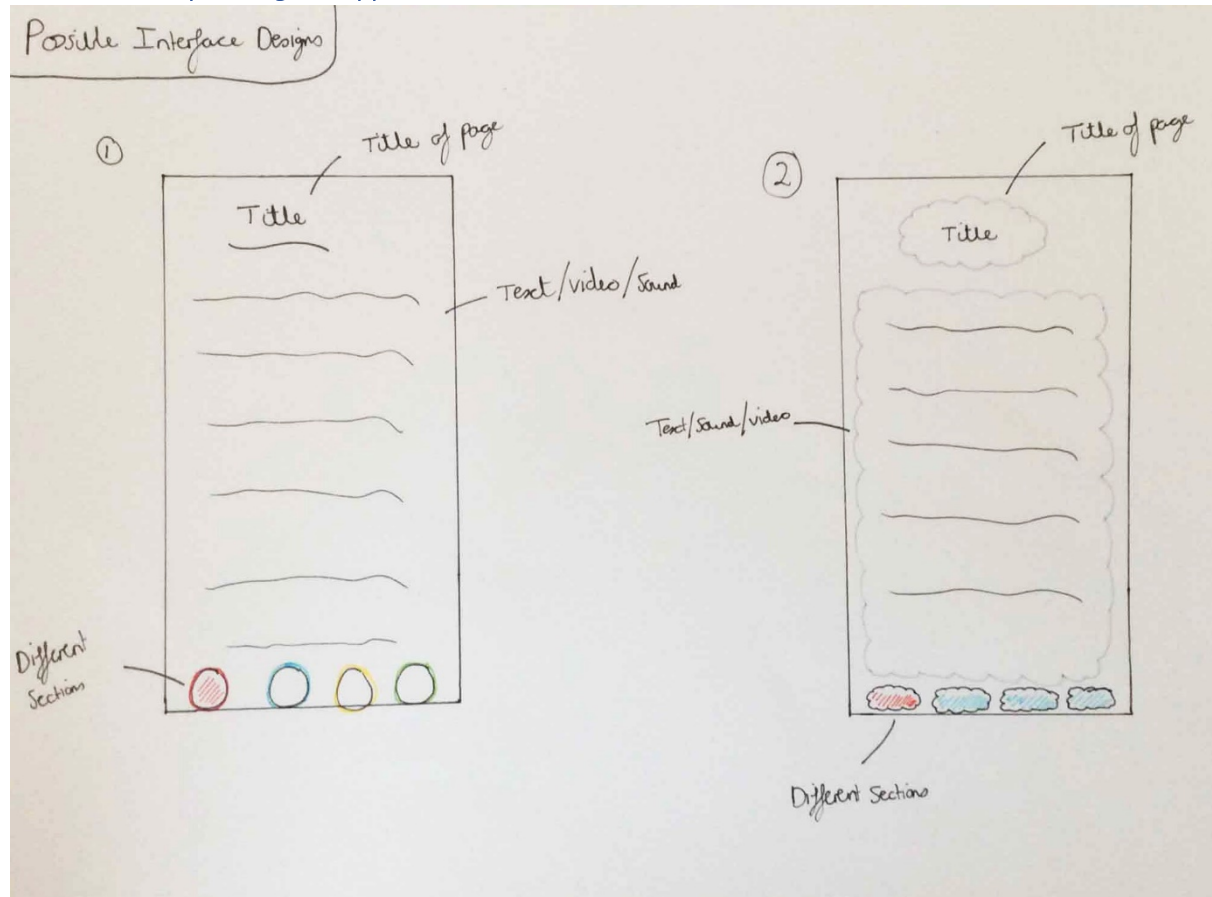 Possible Interface Designs
①
Title of page
Title
Text/video/sound
Different
Sections
②
Title of page
Title
Text/sound/video
Different Sections